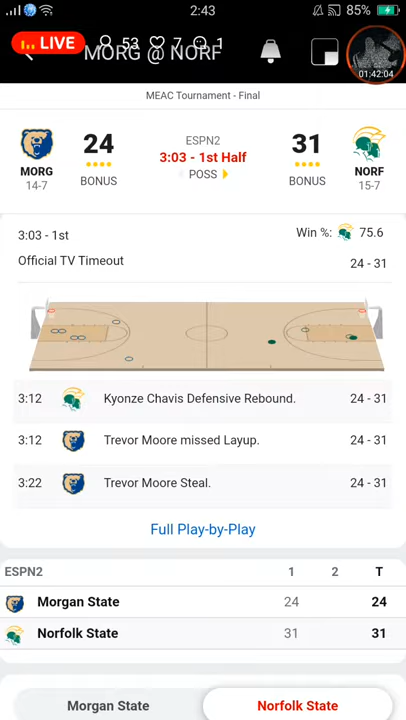 2:43
85%
LIVE 53 7 1
MORG @ NORF
01:42:04
MEAC Tournament - Final
24 ESPN2 31
3:03 - 1st Half
MORG BONUS POSS BONUS NORF
14-7 15-7
3:03 - 1st Win %: 75.6
Official TV Timeout 24 - 31
3:12 Kyonze Chavis Defensive Rebound. 24 - 31
3:12 Trevor Moore missed Layup. 24 - 31
3:22 Trevor Moore Steal. 24 - 31
Full Play-by-Play
ESPN2 1 2 T
Morgan State 24 24
Norfolk State 31 31
Morgan State Norfolk State